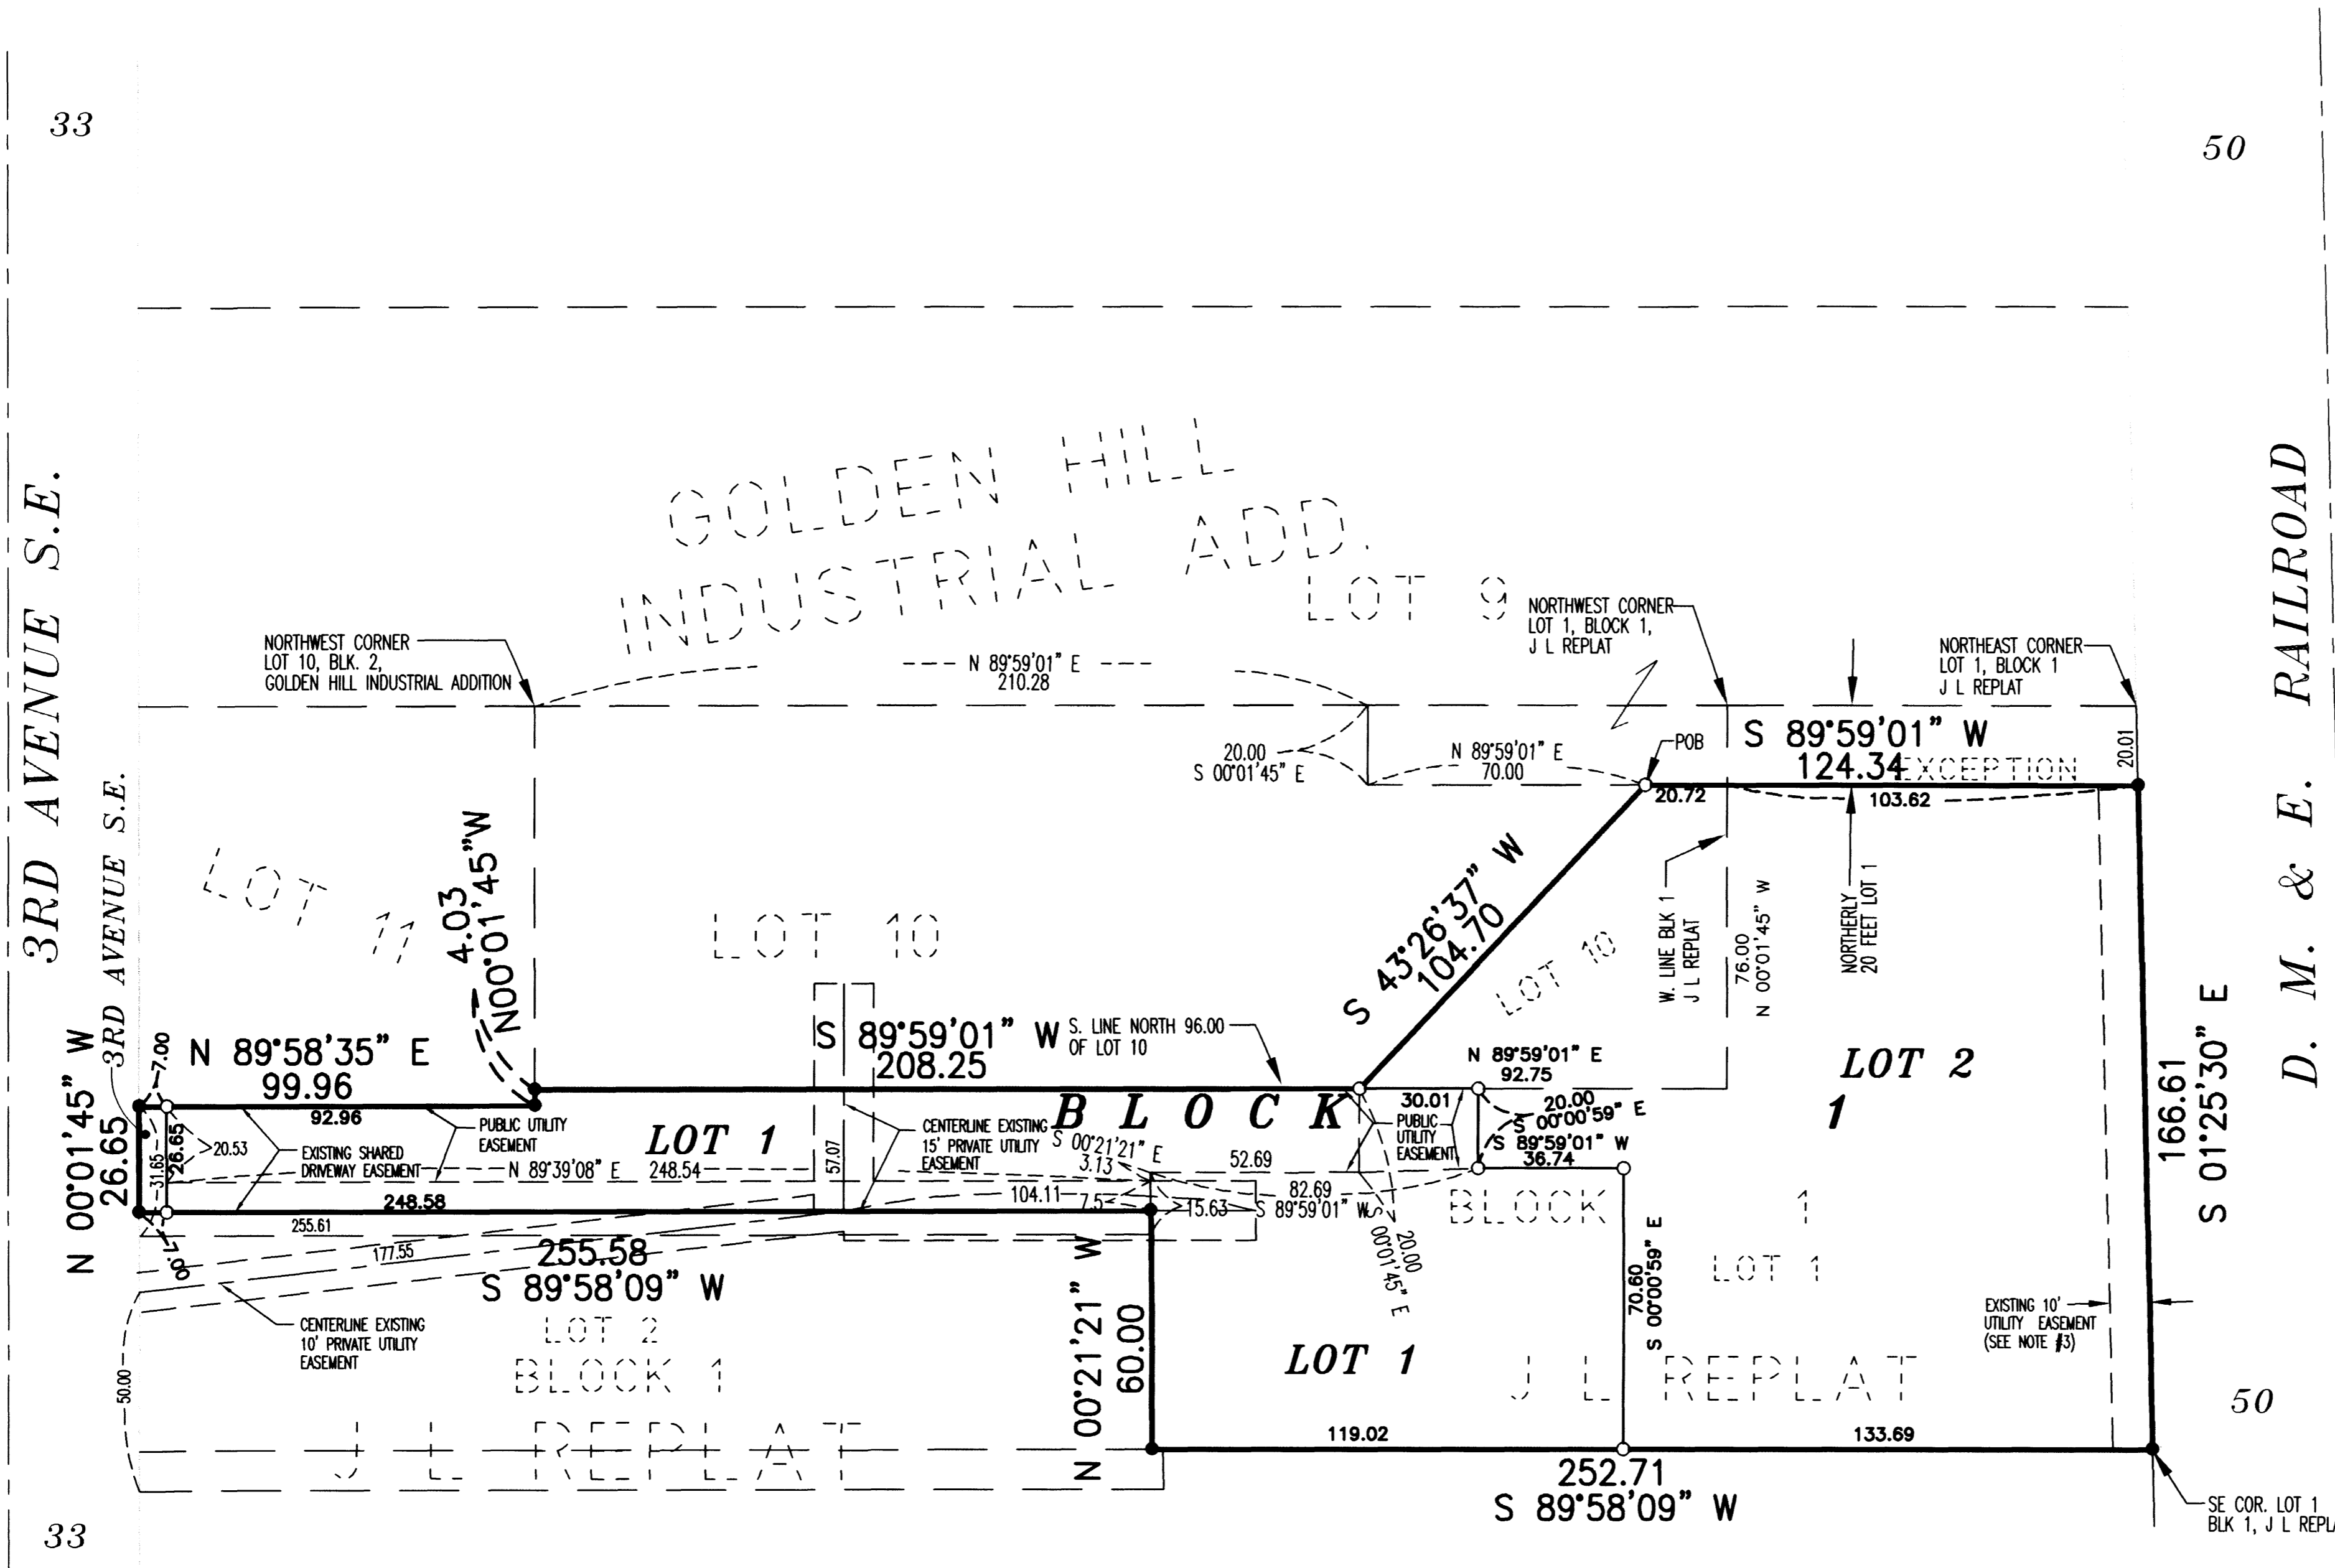 33
50
GOLDEN HILL
INDUSTRIAL ADD.
LOT 9
NORTHWEST CORNER
LOT 10, BLK. 2,
GOLDEN HILL INDUSTRIAL ADDITION
--- N 89°59'01" E ---
210.28
NORTHWEST CORNER
LOT 1, BLOCK 1,
J L REPLAT
NORTHEAST CORNER
LOT 1, BLOCK 1
J L REPLAT
3RD AVENUE S.E.
3RD AVENUE S.E.
D. M. & E. RAILROAD
20.00
S 00°01'45" E
N 89°59'01" E
70.00
POB
S 89°59'01" W
124.34
EXCEPTION
20.01
20.72
103.62
LOT 11
4.03
N00°01'45"W
LOT 10
S 43°26'37" W
104.70
LOT 10
W. LINE BLK 1
J L REPLAT
76.00
N 00°01'45" W
NORTHERLY
20 FEET LOT 1
N 00°01'45" W
26.65
7.00
N 89°58'35" E
99.96
92.96
S 89°59'01" W
208.25
S. LINE NORTH 96.00
OF LOT 10
N 89°59'01" E
92.75
LOT 2
1
166.61
S 01°25'30" E
BLOCK
LOT 1
31.65
26.65
20.53
EXISTING SHARED
DRIVEWAY EASEMENT
PUBLIC UTILITY
EASEMENT
N 89°39'08" E
248.54
57.07
CENTERLINE EXISTING
15' PRIVATE UTILITY
EASEMENT
S 00°21'21" E
3.13
52.69
30.01
PUBLIC
UTILITY
EASEMENT
20.00
S 00°00'59" E
S 89°59'01" W
36.74
248.58
104.11
7.5
15.63
82.69
S 89°59'01" W
20.00
S 00°01'45" E
BLOCK 1
LOT 1
255.61
177.55
7.00
255.58
S 89°58'09" W
CENTERLINE EXISTING
10' PRIVATE UTILITY
EASEMENT
50.00
LOT 2
BLOCK 1
J L REPLAT
N 00°21'21" W
60.00
70.60
S 00°00'59" E
LOT 1
J L REPLAT
EXISTING 10'
UTILITY EASEMENT
(SEE NOTE #3)
50
119.02
133.69
252.71
S 89°58'09" W
SE COR. LOT 1
BLK 1, J L REPL
33